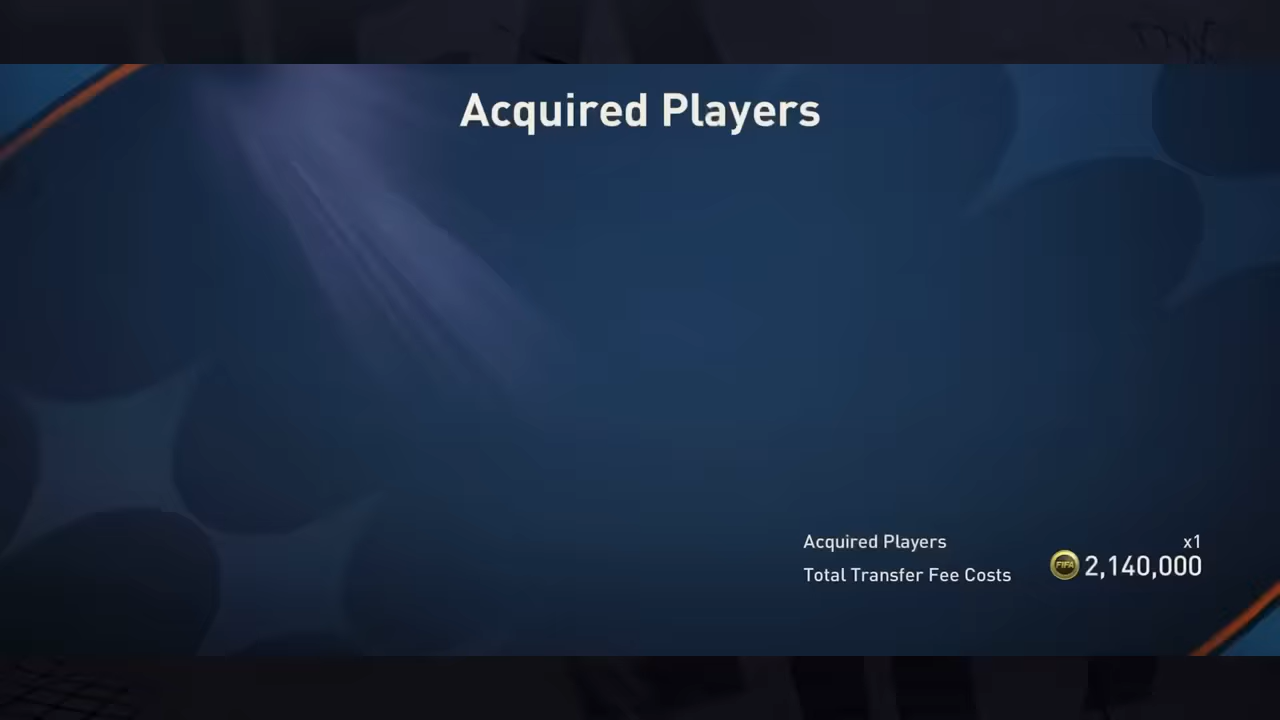 Acquired Players
Acquired Players x1
Total Transfer Fee Costs FIFA 2,140,000